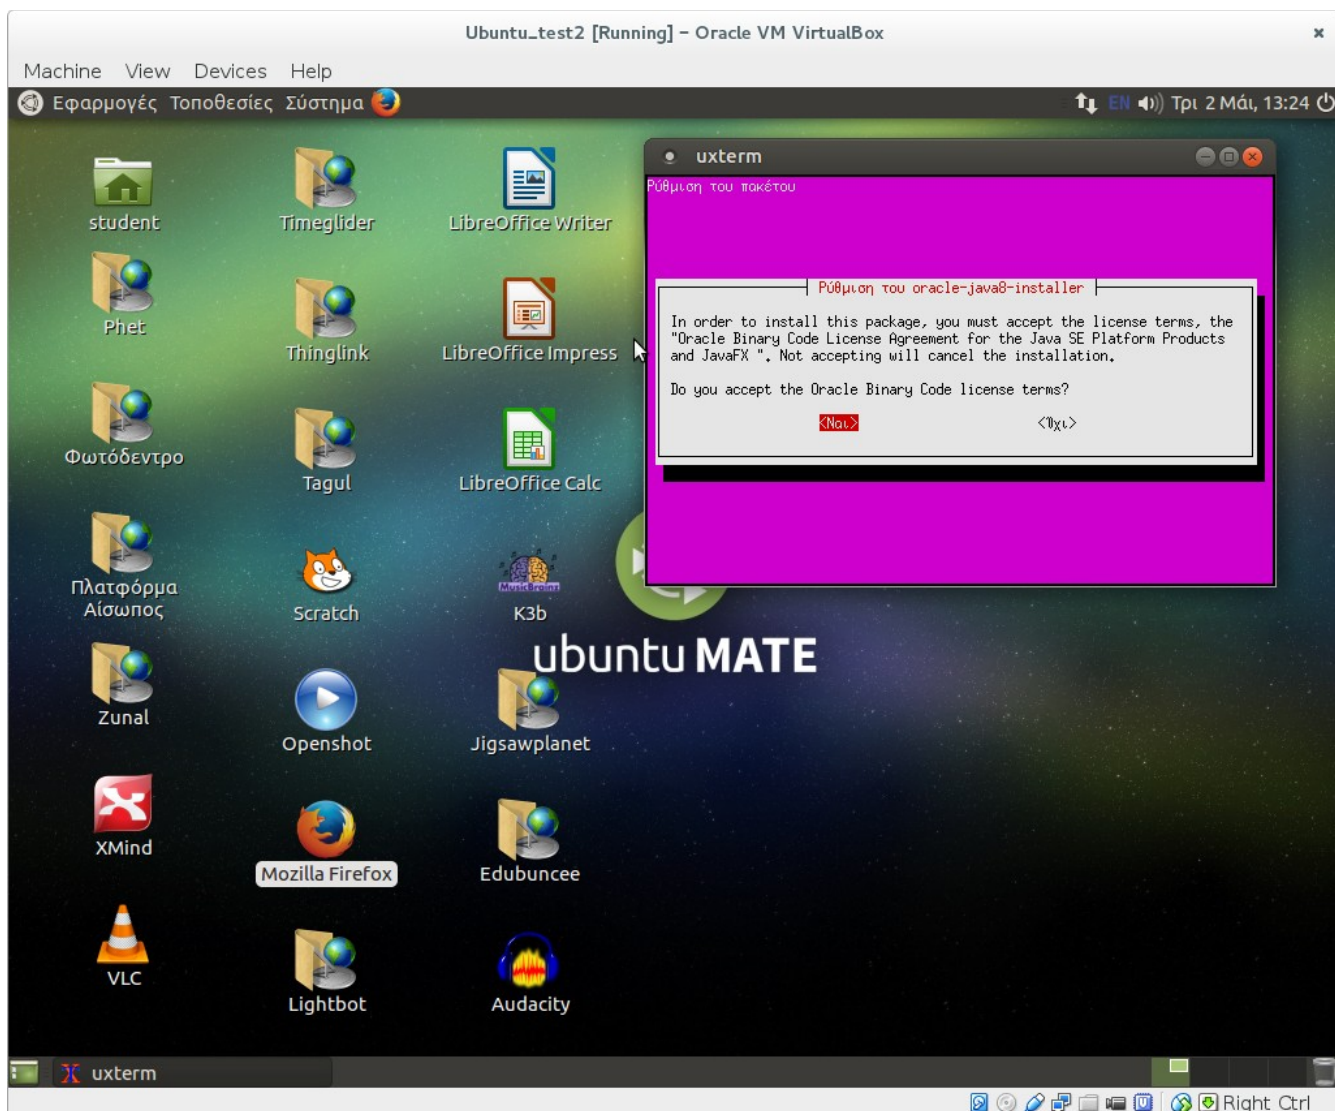 Ubuntu_test2 [Running] – Oracle VM VirtualBox
Machine View Devices Help
Εφαρμογές Τοποθεσίες Σύστημα EN Τρι 2 Μάι, 13:24
student
Timeglider
LibreOffice Writer
Phet
Thinglink
LibreOffice Impress
Φωτόδεντρο
Tagul
LibreOffice Calc
Πλατφόρμα
Αίσωπος
Scratch
MusicBrainz
K3b
Zunal
Openshot
Jigsawplanet
XMind
Mozilla Firefox
Edubuncee
VLC
Lightbot
Audacity
ubuntu MATE
uxterm
Ρύθμιση του πακέτου
Ρύθμιση του oracle-java8-installer
In order to install this package, you must accept the license terms, the
"Oracle Binary Code License Agreement for the Java SE Platform Products
and JavaFX ". Not accepting will cancel the installation.
Do you accept the Oracle Binary Code license terms?
<Ναι> <Όχι>
uxterm
Right Ctrl